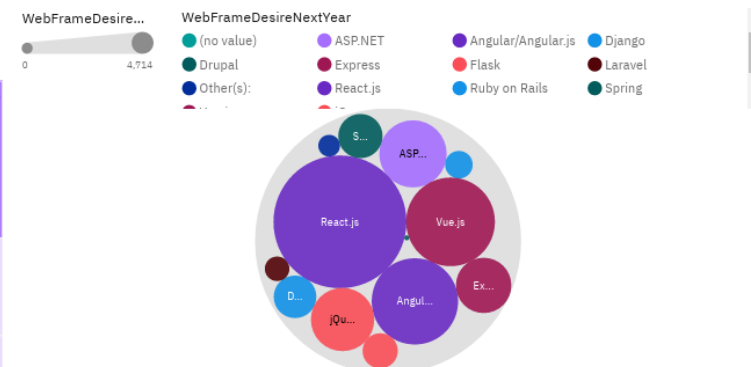 WebFrameDesire...
0 4,714
WebFrameDesireNextYear
(no value) ASP.NET Angular/Angular.js Django
Drupal Express Flask Laravel
Other(s): React.js Ruby on Rails Spring
S...
ASP...
React.js
Vue.js
Ex...
D...
Angul...
jQu...